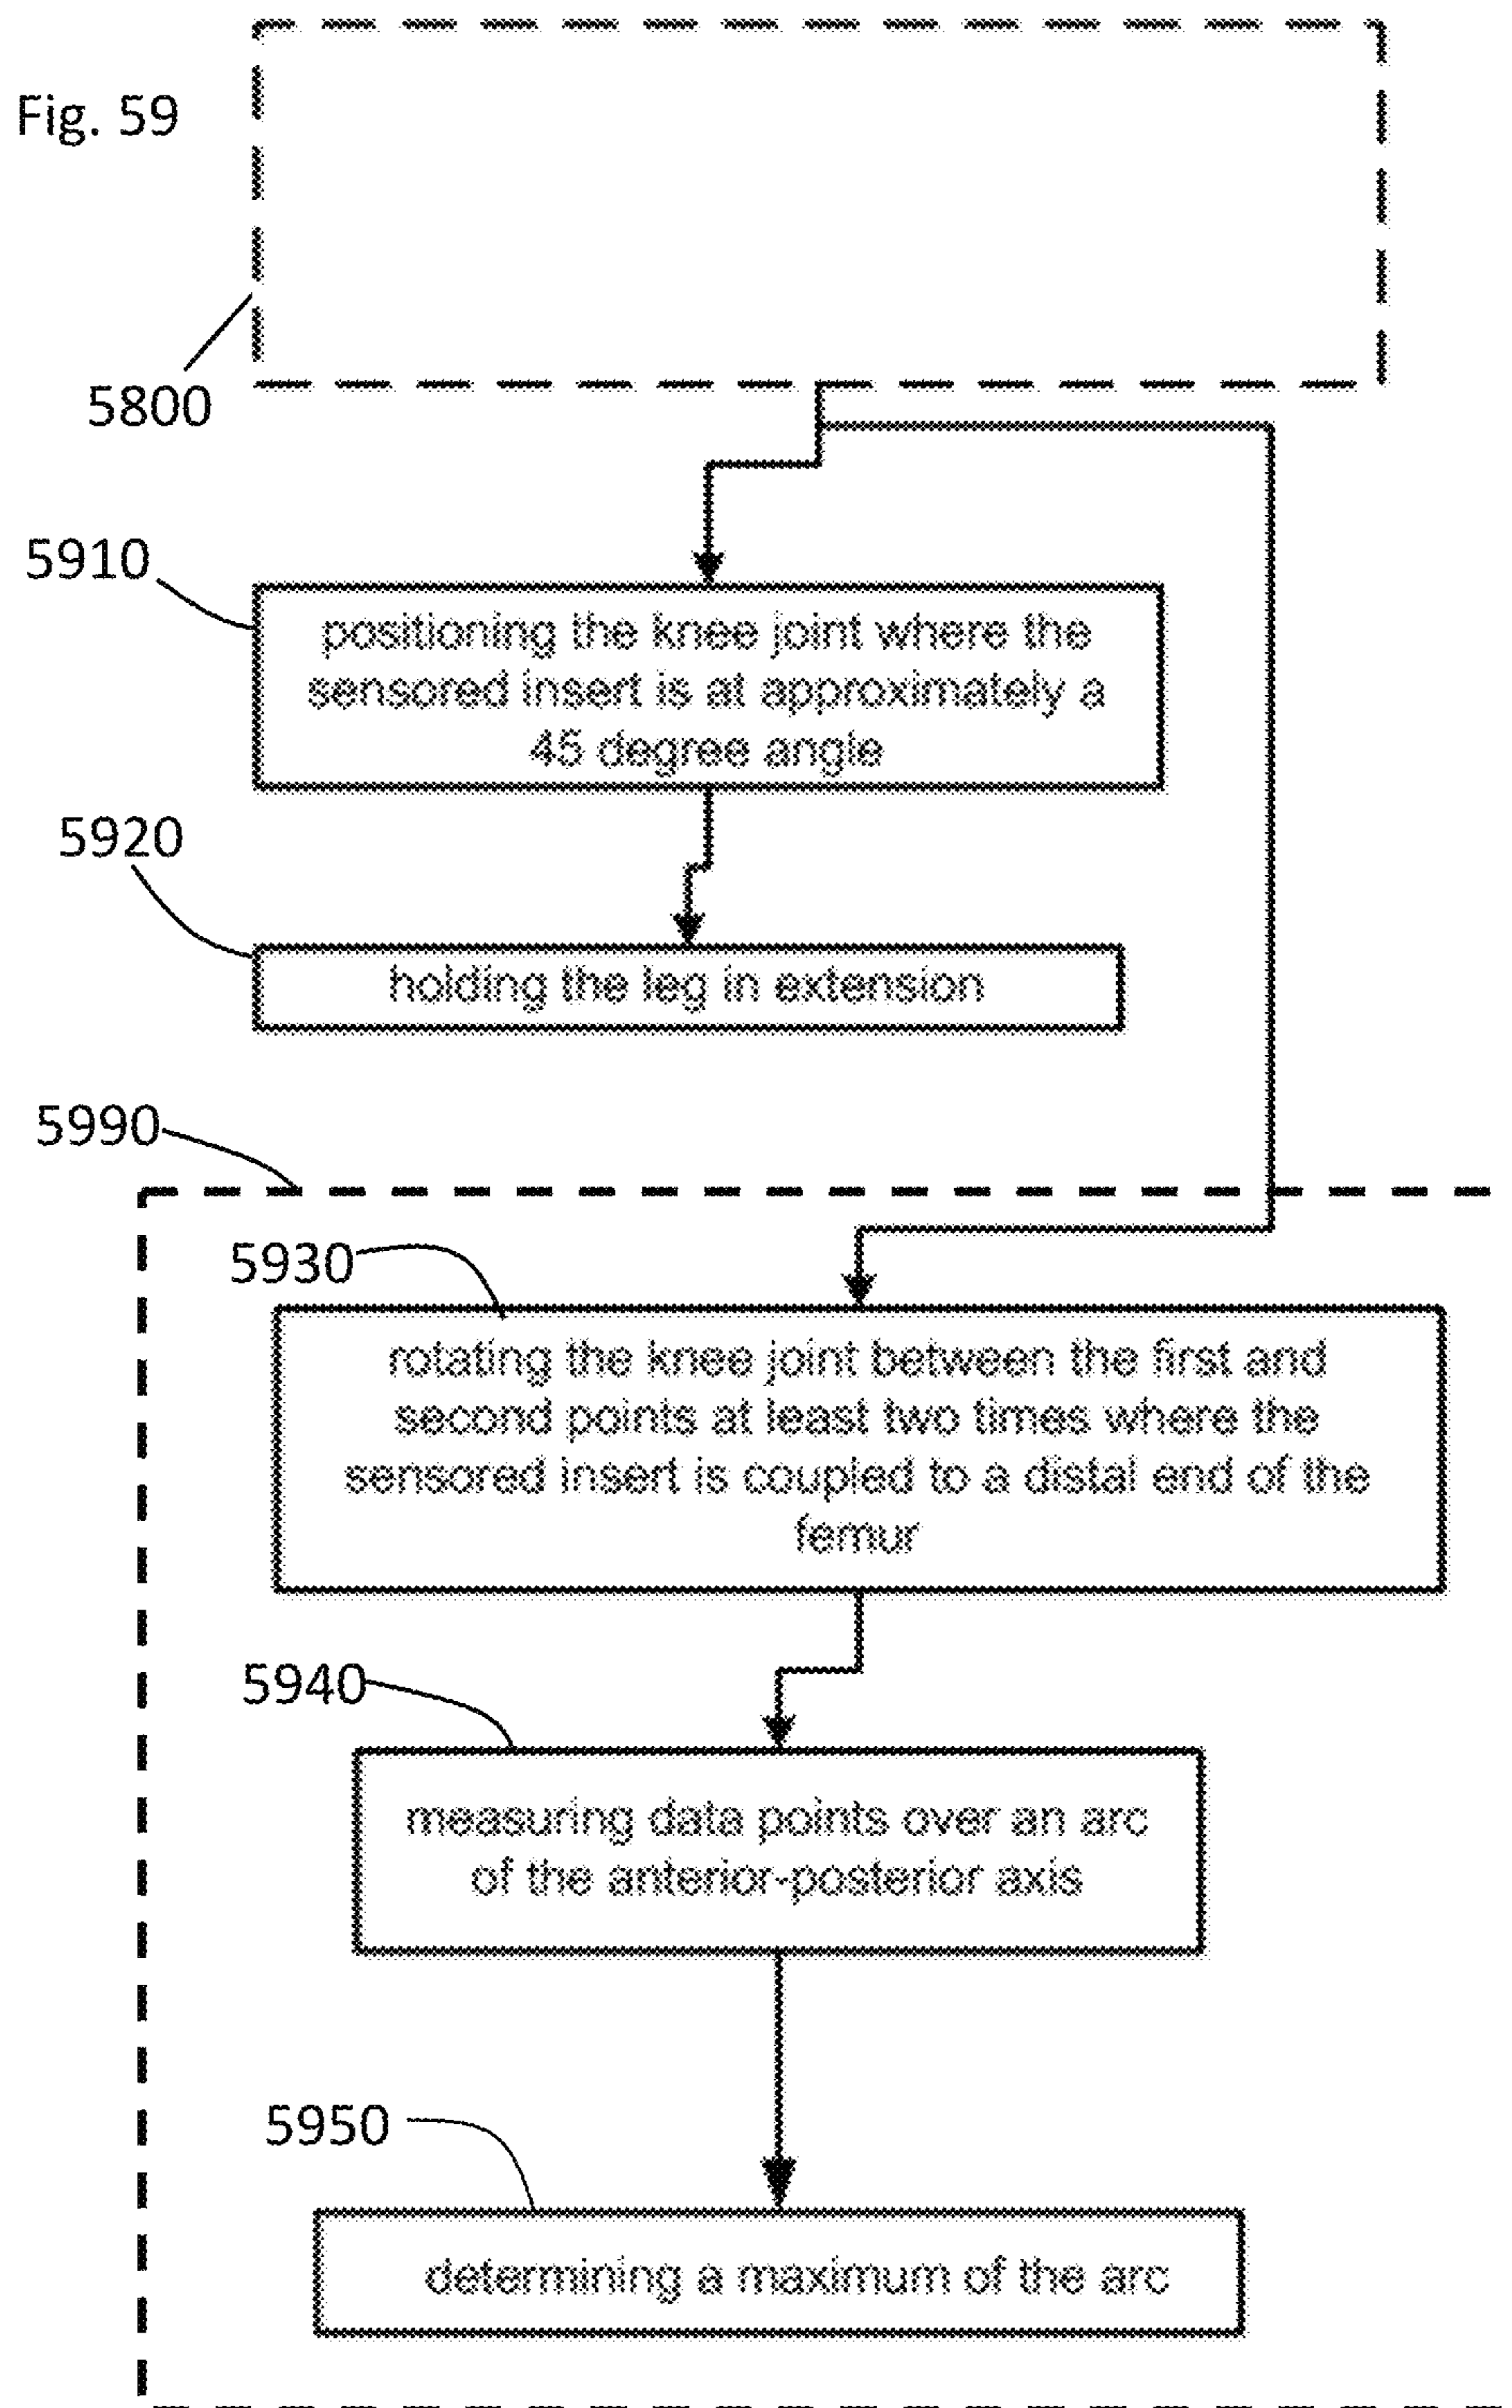 Fig. 59
5800
5910
positioning the knee joint where the
sensored insert is at approximately a
45 degree angle
5920
holding the leg in extension
5990
5930
rotating the knee joint between the first and
second points at least two times where the
sensored insert is coupled to a distal end of the
femur
5940
measuring data points over an arc
of the anterior-posterior axis
5950
determining a maximum of the arc